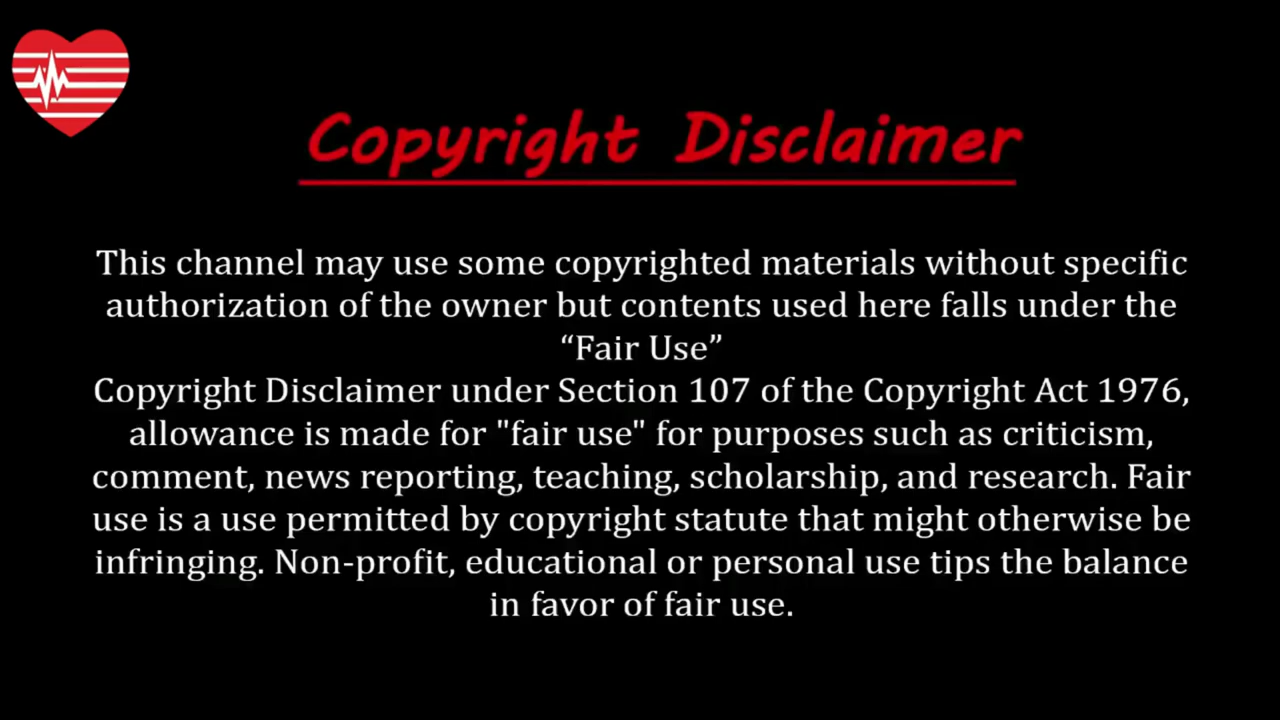 Copyright Disclaimer
This channel may use some copyrighted materials without specific
authorization of the owner but contents used here falls under the
“Fair Use”
Copyright Disclaimer under Section 107 of the Copyright Act 1976,
allowance is made for "fair use" for purposes such as criticism,
comment, news reporting, teaching, scholarship, and research. Fair
use is a use permitted by copyright statute that might otherwise be
infringing. Non-profit, educational or personal use tips the balance
in favor of fair use.